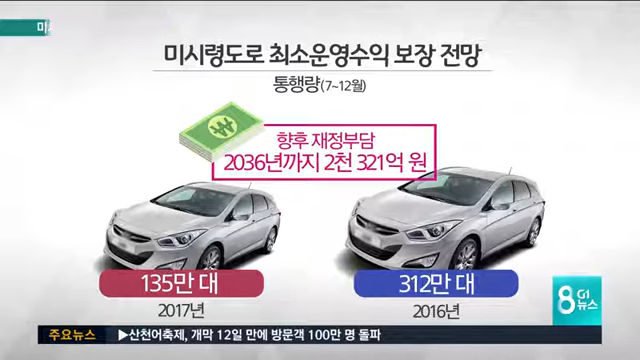 미시령도로 최소운영수익 보장 전망
통행량(7~12월)
향후 재정부담
2036년까지 2천 321억 원
135만 대
312만 대
2017년
2016년
8 G1 뉴스
주요뉴스
▶산천어축제, 개막 12일 만에 방문객 100만 명 돌파